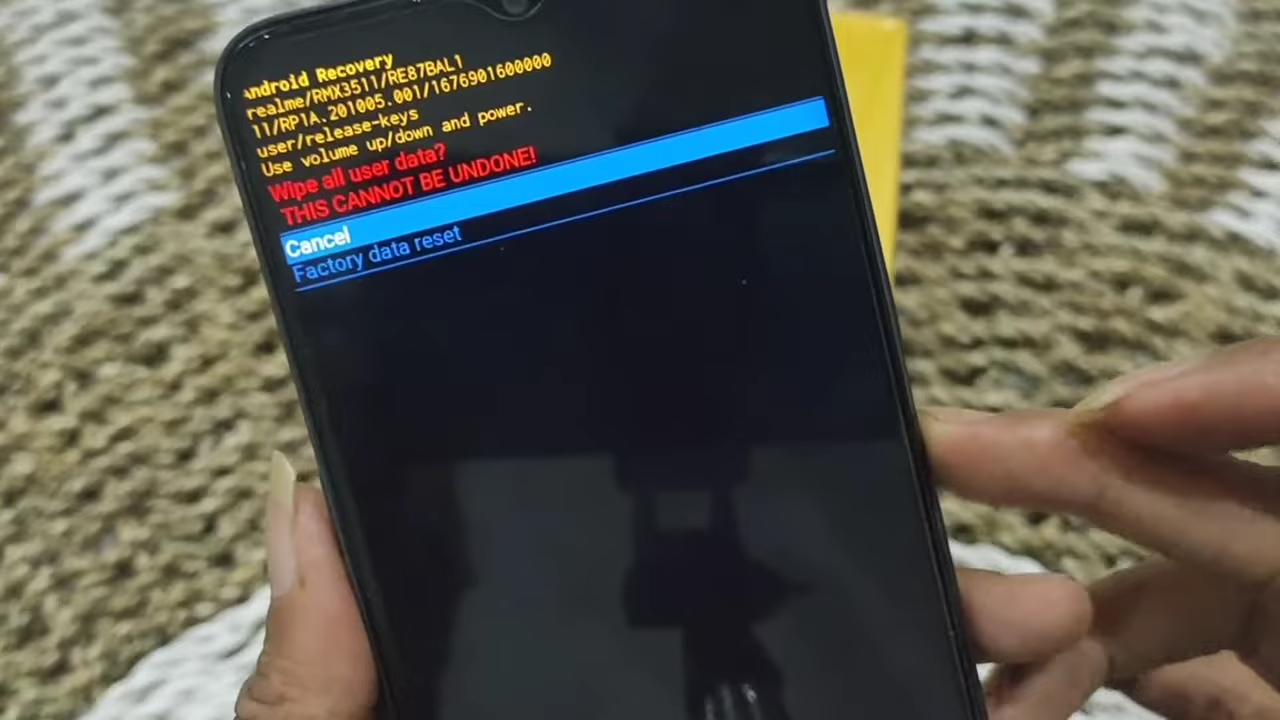 Android Recovery
realme/RMX3511/RE87BAL1
11/RP1A.201005.001/1676901600000
user/release-keys
Use volume up/down and power.
Wipe all user data?
THIS CANNOT BE UNDONE!
Cancel
Factory data reset